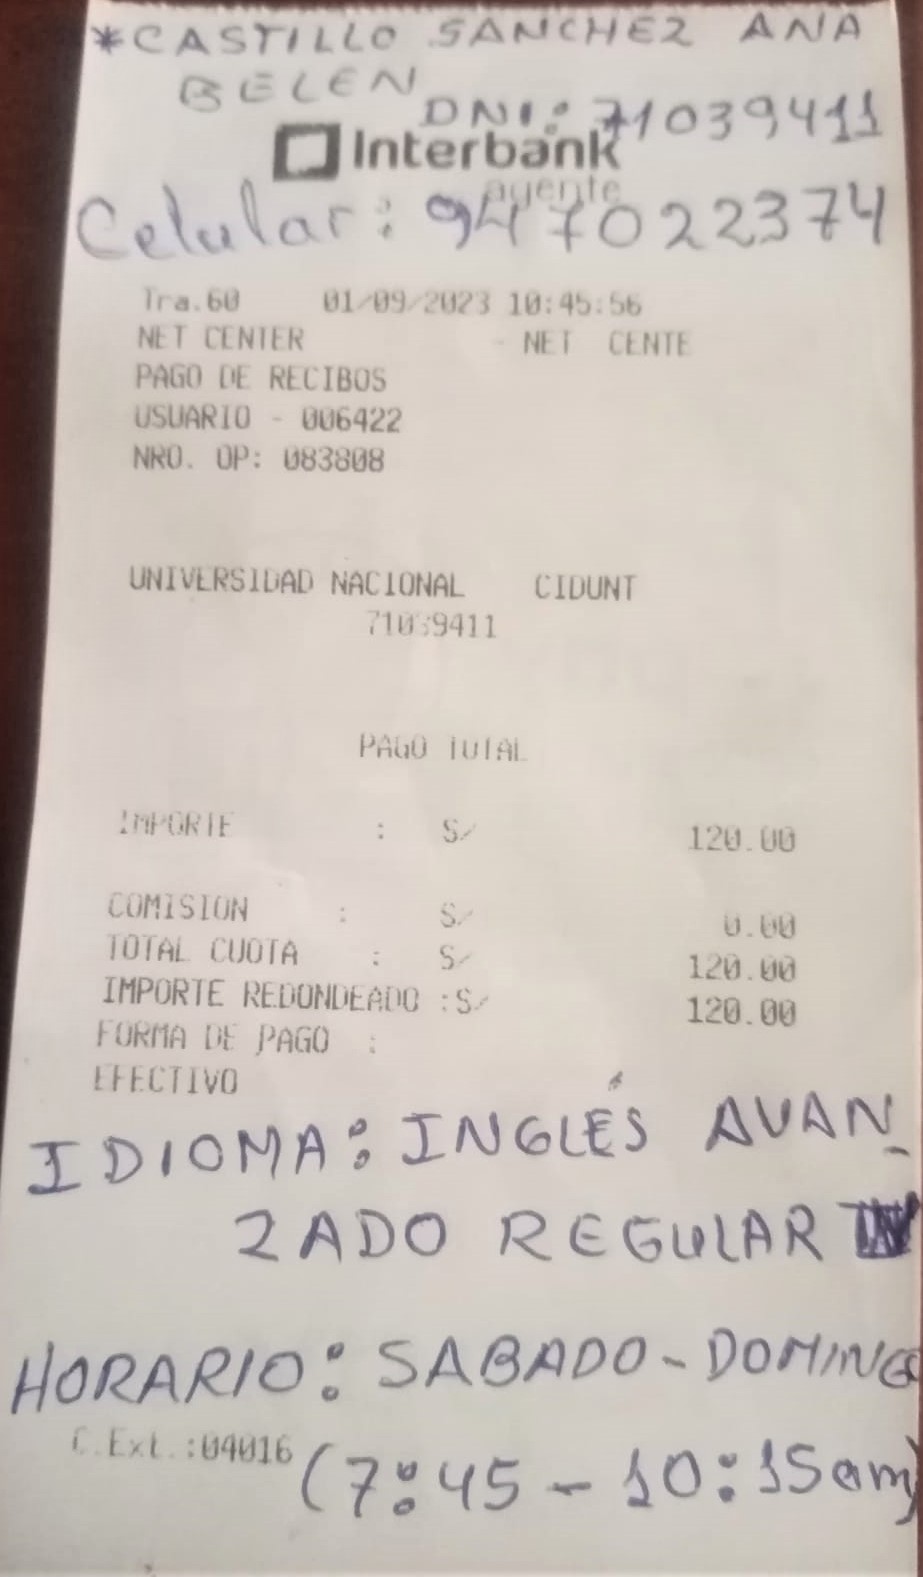 *CASTILLO SANCHEZ ANA
BELEN
DNI: 71039411
Interbank
agente
Celular: 947022374
Tra.60 01/09/2023 10:45:56
NET CENTER - NET CENTE
PAGO DE RECIBOS
USUARIO - 006422
NRO. OP: 083808
UNIVERSIDAD NACIONAL CIDUNT
71039411
PAGO TOTAL
IMPORTE : S/ 120.00
COMISION : S/ 0.00
TOTAL CUOTA : S/ 120.00
IMPORTE REDONDEADO :S/ 120.00
FORMA DE PAGO :
EFECTIVO
IDIOMA: INGLÉS AVAN_
ZADO REGULAR IV
HORARIO: SABADO-DOMINGO
C.Ext.:04016
(7:45-10:15am)